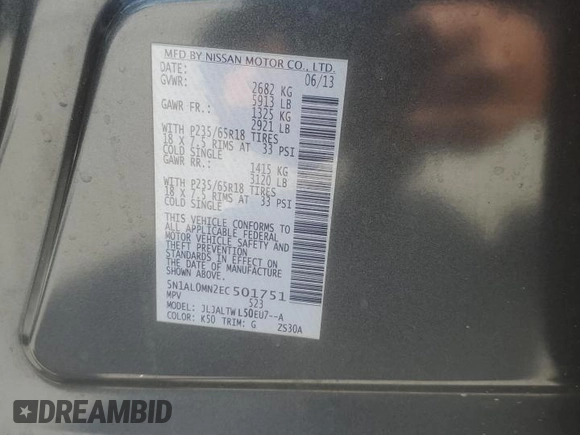 MFD BY NISSAN MOTOR CO., LTD.
DATE: 06/13
GVWR: 2682 KG
5913 LB
GAWR FR.: 1325 KG
2921 LB
WITH P235/65R18 TIRES
18 X 7.5 RIMS AT 33 PSI
COLD SINGLE
GAWR RR.: 1415 KG
3120 LB
WITH P235/65R18 TIRES
18 X 7.5 RIMS AT 33 PSI
COLD SINGLE
THIS VEHICLE CONFORMS TO
ALL APPLICABLE FEDERAL
MOTOR VEHICLE SAFETY AND
THEFT PREVENTION
STANDARDS IN EFFECT ON
THE DATE OF MANUFACTURE
SHOWN ABOVE.
5N1AL0MN2EC501751
MPV 523
MODEL: JLJALTWL50EU7--A
COLOR: K50 TRIM: G ZS30A
DREAMBID